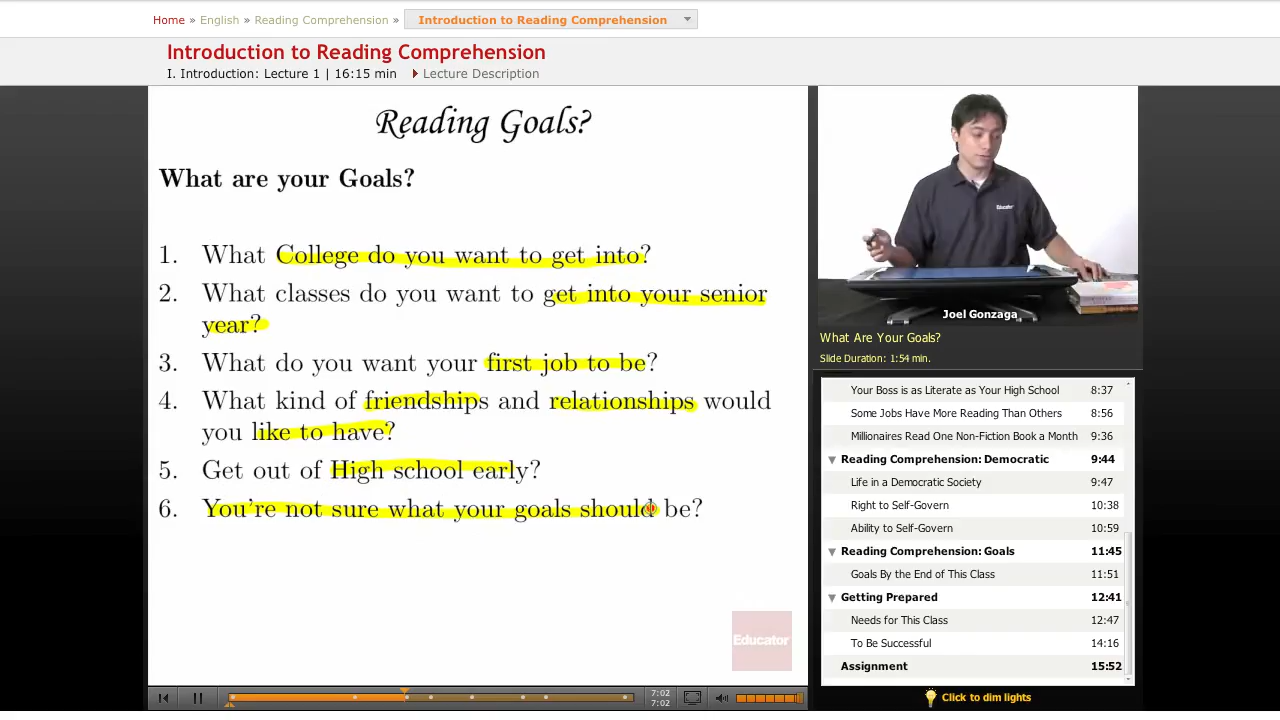 Home » English » Reading Comprehension » Introduction to Reading Comprehension
Introduction to Reading Comprehension
I. Introduction: Lecture 1 | 16:15 min Lecture Description
Reading Goals?
What are your Goals?
1. What College do you want to get into?
2. What classes do you want to get into your senior
year?
3. What do you want your first job to be?
4. What kind of friendships and relationships would
you like to have?
5. Get out of High school early?
6. You're not sure what your goals should be?
Educator
7:02
7:02
Educator
Joel Gonzaga
What Are Your Goals?
Slide Duration: 1:54 min.
Your Boss is as Literate as Your High School 8:37
Some Jobs Have More Reading Than Others 8:56
Millionaires Read One Non-Fiction Book a Month 9:36
Reading Comprehension: Democratic 9:44
Life in a Democratic Society 9:47
Right to Self-Govern 10:38
Ability to Self-Govern 10:59
Reading Comprehension: Goals 11:45
Goals By the End of This Class 11:51
Getting Prepared 12:41
Needs for This Class 12:47
To Be Successful 14:16
Assignment 15:52
Click to dim lights